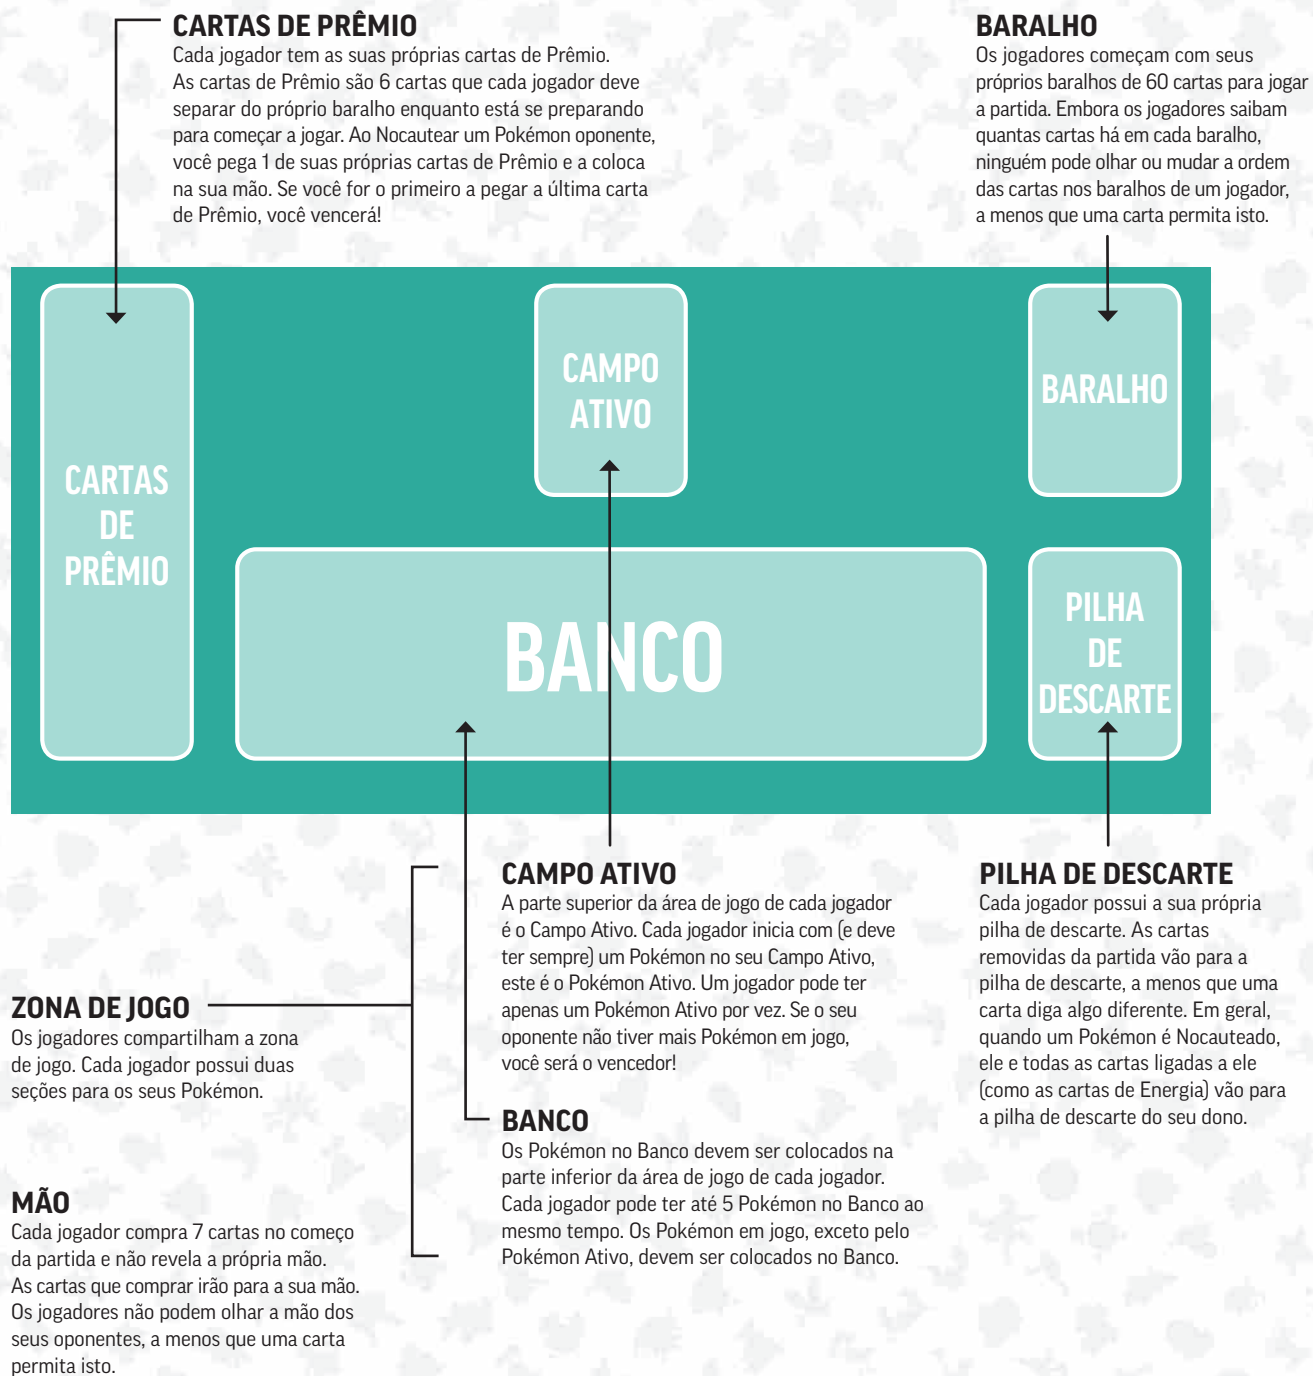 CARTAS DE PRÊMIO
Cada jogador tem as suas próprias cartas de Prêmio.
As cartas de Prêmio são 6 cartas que cada jogador deve
separar do próprio baralho enquanto está se preparando
para começar a jogar. Ao Nocautear um Pokémon oponente,
você pega 1 de suas próprias cartas de Prêmio e a coloca
na sua mão. Se você for o primeiro a pegar a última carta
de Prêmio, você vencerá!
BARALHO
Os jogadores começam com seus
próprios baralhos de 60 cartas para jogar
a partida. Embora os jogadores saibam
quantas cartas há em cada baralho,
ninguém pode olhar ou mudar a ordem
das cartas nos baralhos de um jogador,
a menos que uma carta permita isto.
CARTAS
DE
PRÊMIO
CAMPO
ATIVO
BARALHO
BANCO
PILHA
DE
DESCARTE
ZONA DE JOGO
Os jogadores compartilham a zona
de jogo. Cada jogador possui duas
seções para os seus Pokémon.
MÃO
Cada jogador compra 7 cartas no começo
da partida e não revela a própria mão.
As cartas que comprar irão para a sua mão.
Os jogadores não podem olhar a mão dos
seus oponentes, a menos que uma carta
permita isto.
CAMPO ATIVO
A parte superior da área de jogo de cada jogador
é o Campo Ativo. Cada jogador inicia com (e deve
ter sempre) um Pokémon no seu Campo Ativo,
este é o Pokémon Ativo. Um jogador pode ter
apenas um Pokémon Ativo por vez. Se o seu
oponente não tiver mais Pokémon em jogo,
você será o vencedor!
BANCO
Os Pokémon no Banco devem ser colocados na
parte inferior da área de jogo de cada jogador.
Cada jogador pode ter até 5 Pokémon no Banco ao
mesmo tempo. Os Pokémon em jogo, exceto pelo
Pokémon Ativo, devem ser colocados no Banco.
PILHA DE DESCARTE
Cada jogador possui a sua própria
pilha de descarte. As cartas
removidas da partida vão para a
pilha de descarte, a menos que uma
carta diga algo diferente. Em geral,
quando um Pokémon é Nocauteado,
ele e todas as cartas ligadas a ele
(como as cartas de Energia) vão para
a pilha de descarte do seu dono.